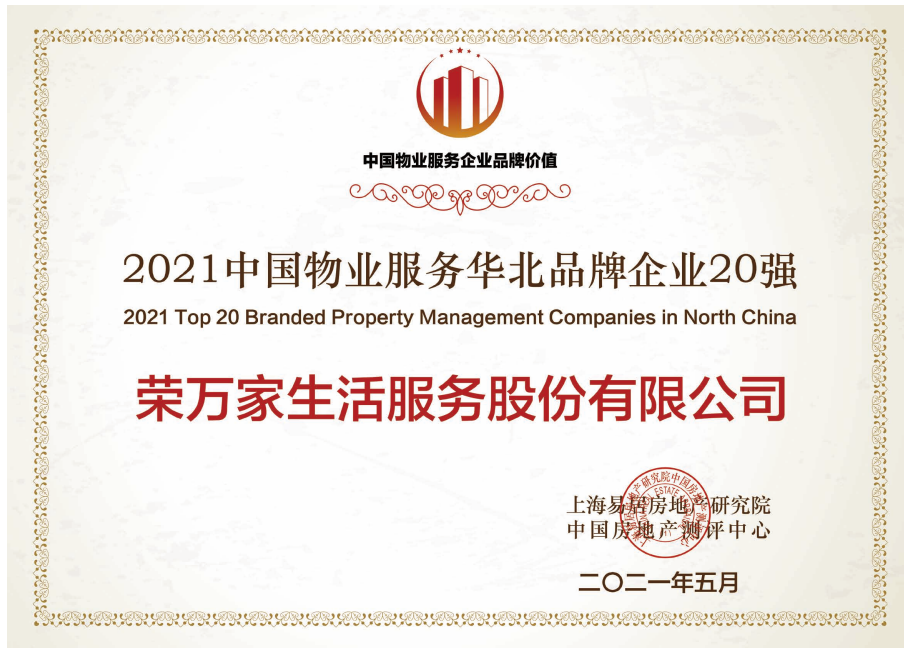 中国物业服务企业品牌价值
2021中国物业服务华北品牌企业20强
2021 Top 20 Branded Property Management Companies in North China
荣万家生活服务股份有限公司
上海易居房地产研究院
中国房地产测评中心
二〇二一年五月